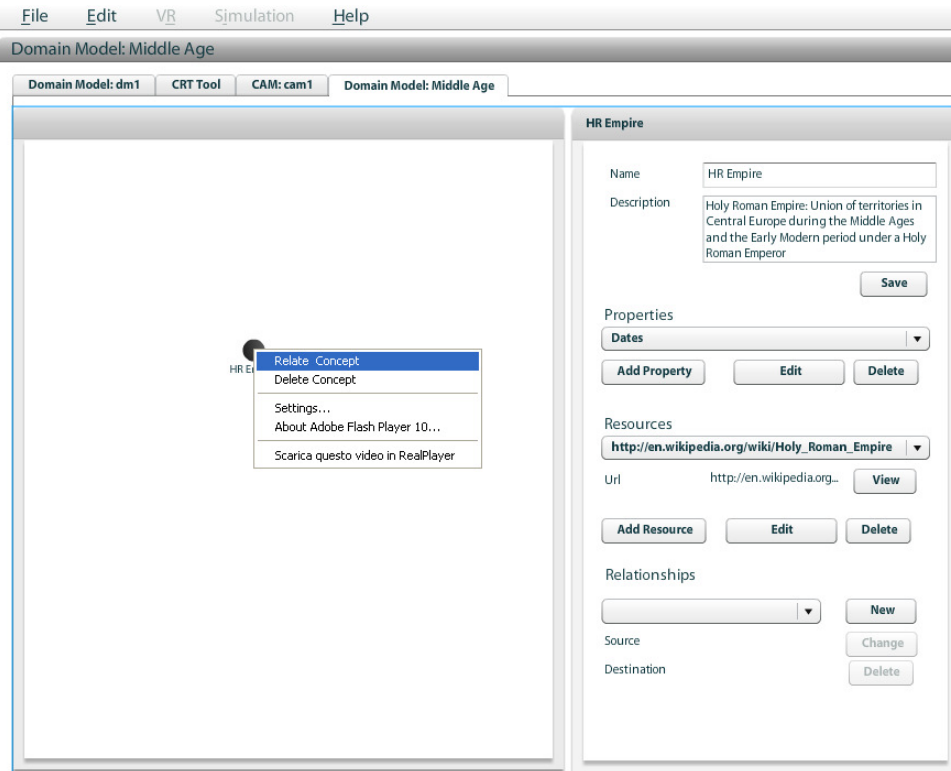 File Edit VR Simulation Help
Domain Model: Middle Age
Domain Model: dm1 CRT Tool CAM: cam1 Domain Model: Middle Age
HR Empire
Name HR Empire
Description Holy Roman Empire: Union of territories in
Central Europe during the Middle Ages
and the Early Modern period under a Holy
Roman Emperor
Save
Properties
Dates
Add Property Edit Delete
HR
Relate Concept
Delete Concept
Settings...
About Adobe Flash Player 10...
Scarica questo video in RealPlayer
Resources
http://en.wikipedia.org/wiki/Holy_Roman_Empire
Url http://en.wikipedia.org... View
Add Resource Edit Delete
Relationships
New
Source Change
Destination Delete